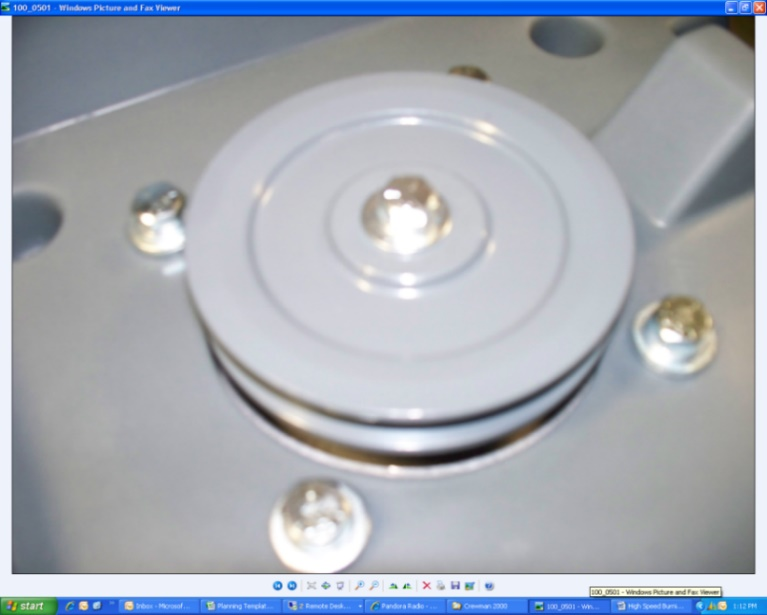 100_0501 - Windows Picture and Fax Viewer
100_0501 - Windows Picture and Fax Viewer
start
Inbox - Microsof...
Planning Templat...
2 Remote Desk...
Pandora Radio - ...
Crewman 2000
100_0501 - Win...
High Speed Burni...
1:12 PM